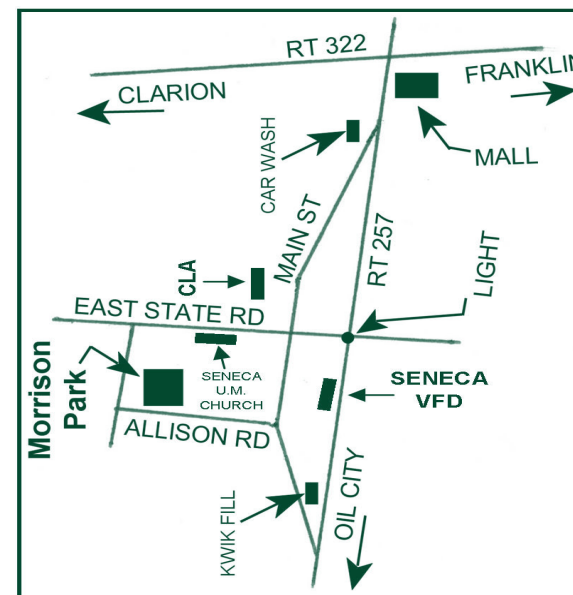 RT 322
FRANKLIN
CLARION
MALL
CAR WASH
MAIN ST
RT 257
CLA
LIGHT
EAST STATE RD
Morrison
Park
SENECA
U.M.
CHURCH
SENECA
VFD
ALLISON RD
KWIK FILL
OIL CITY